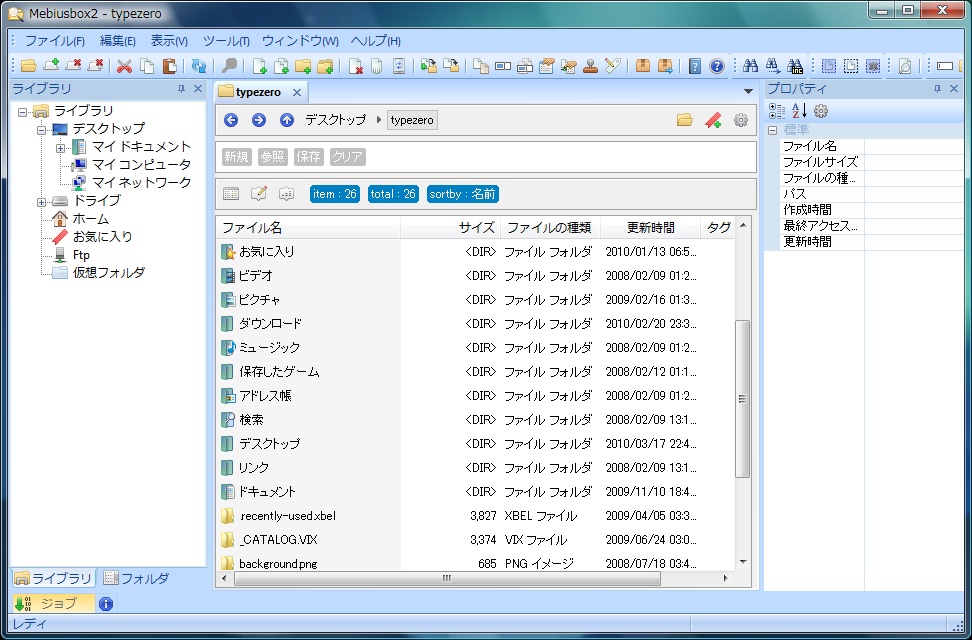 Mebiusbox2 - typezero
ファイル(F) 編集(E) 表示(V) ツール(T) ウィンドウ(W) ヘルプ(H)
ライブラリ
ライブラリ
デスクトップ
マイ ドキュメント
マイ コンピュータ
マイ ネットワーク
ドライブ
ホーム
お気に入り
Ftp
仮想フォルダ
ライブラリ フォルダ
typezero
デスクトップ typezero
新規 参照 保存 クリア
item : 26 total : 26 sortby : 名前
ファイル名 サイズ ファイルの種類 更新時間 タグ
お気に入り <DIR> ファイル フォルダ 2010/01/13 06:5...
ビデオ <DIR> ファイル フォルダ 2008/02/09 01:2...
ピクチャ <DIR> ファイル フォルダ 2009/02/16 01:3...
ダウンロード <DIR> ファイル フォルダ 2010/02/20 23:3...
ミュージック <DIR> ファイル フォルダ 2008/02/09 01:2...
保存したゲーム <DIR> ファイル フォルダ 2008/02/12 01:1...
アドレス帳 <DIR> ファイル フォルダ 2008/02/09 01:2...
検索 <DIR> ファイル フォルダ 2008/02/09 13:1...
デスクトップ <DIR> ファイル フォルダ 2010/03/17 22:4...
リンク <DIR> ファイル フォルダ 2008/02/09 13:1...
ドキュメント <DIR> ファイル フォルダ 2009/11/10 18:4...
.recently-used.xbel 3,827 XBEL ファイル 2009/04/05 03:3...
_CATALOG.VIX 3,374 VIX ファイル 2009/06/24 03:0...
background.png 685 PNG イメージ 2008/07/18 03:4...
プロパティ
標準
ファイル名
ファイルサイズ
ファイルの種...
パス
作成時間
最終アクセス...
更新時間
ジョブ
レディ